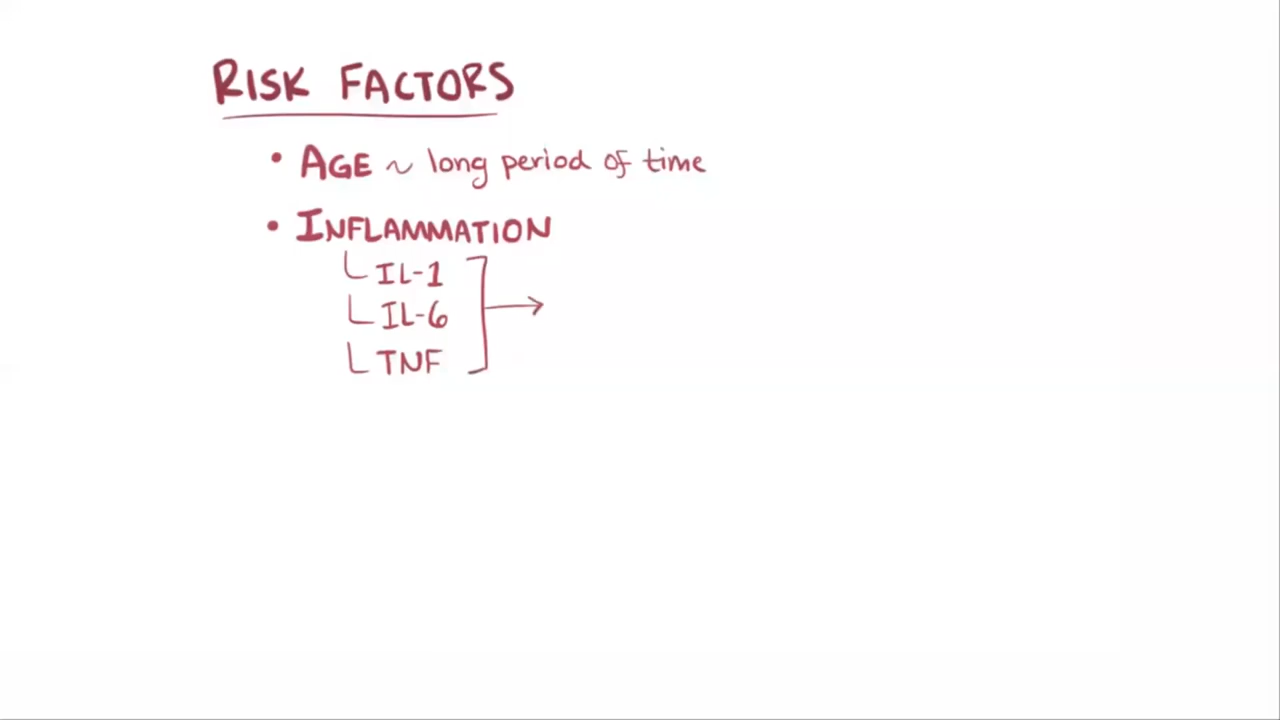 RISK FACTORS
• AGE ~ long period of time
• INFLAMMATION
IL-1
IL-6
TNF